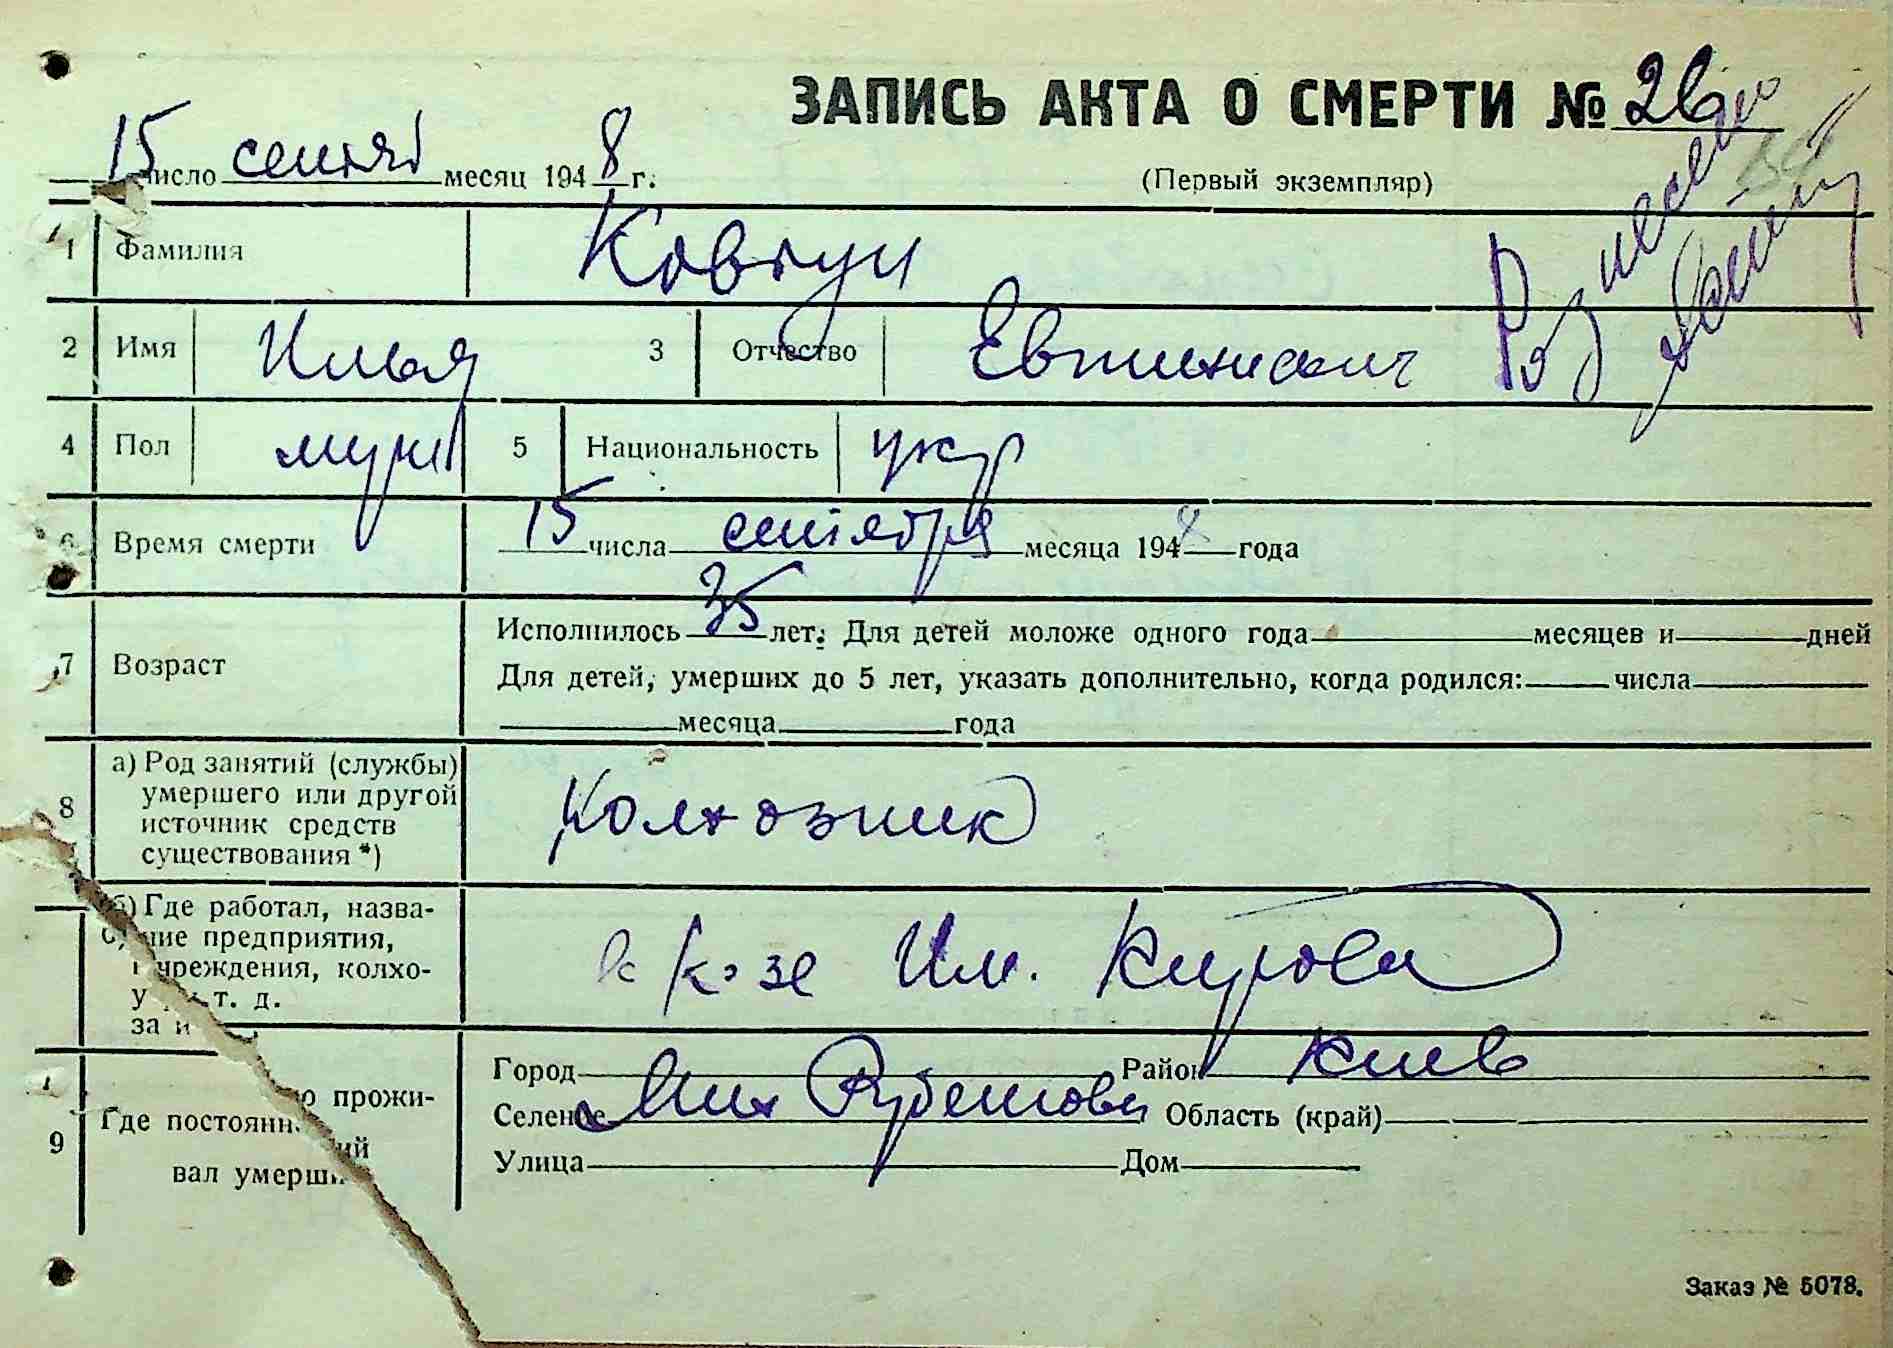 ЗАПИСЬ АКТА О СМЕРТИ № 26
15 число сентяб месяц 1948 г.
(Первый экземпляр)
1 Фамилия Ковтун
2 Имя Илья 3 Отчество Евтихиевич
4 Пол муж 5 Национальность укр
6 Время смерти 15 числа сентября месяца 1948 года
Исполнилось 35 лет. Для детей моложе одного года месяцев и дней
7 Возраст Для детей, умерших до 5 лет, указать дополнительно, когда родился: числа
месяца года
а) Род занятий (службы)
умершего или другой
8 источник средств Колхозник
существования *)
б) Где работал, назва-
ние предприятия,
учреждения, колхо- в к-зе Им. Кирова
за и т. д.
Город Район Киев
9 Где постоянно прожи-
вал умерший
Селение Мих Рубежовка Область (край)
Улица Дом
Заказ № 5078.